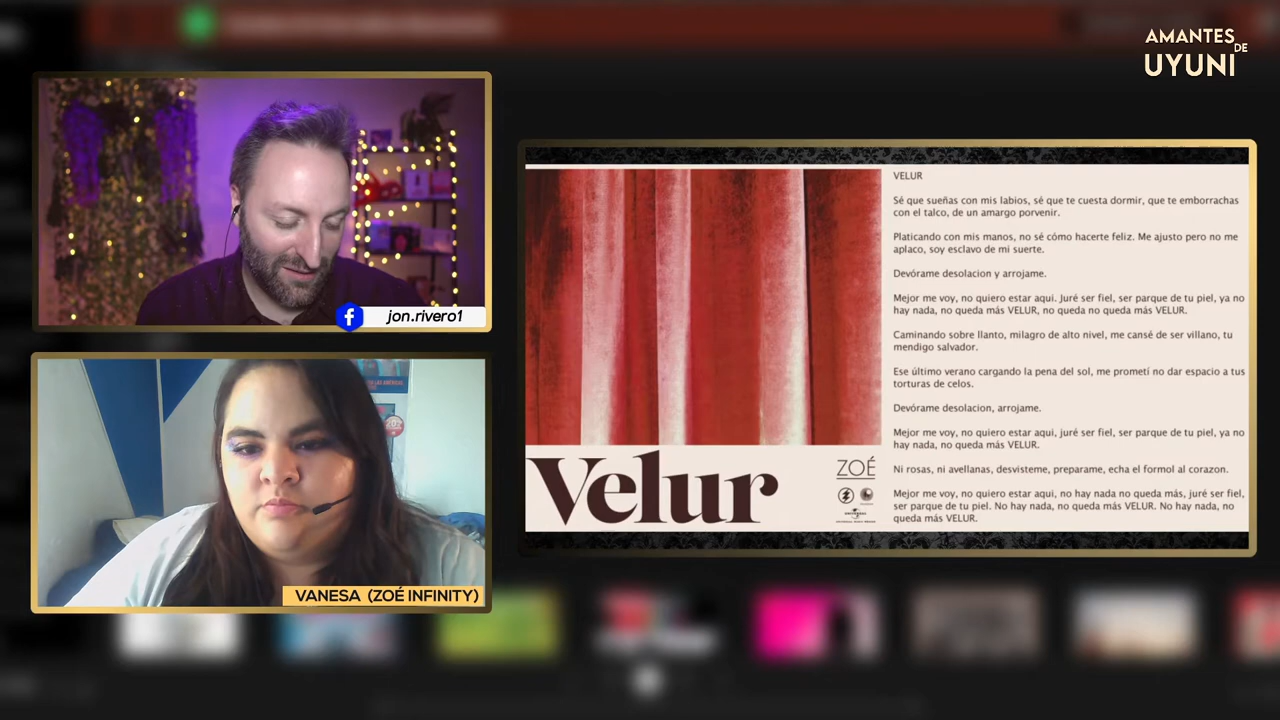 AMANTES
DE
UYUNI
jon.rivero1
VANESA (ZOÉ INFINITY)
VELUR
Sé que sueñas con mis labios, sé que te cuesta dormir, que te emborrachas
con el talco, de un amargo porvenir.
Platicando con mis manos, no sé cómo hacerte feliz. Me ajusto pero no me
aplaco, soy esclavo de mi suerte.
Devórame desolacion y arrojame.
Mejor me voy, no quiero estar aqui. Juré ser fiel, ser parque de tu piel, ya no
hay nada, no queda más VELUR, no queda no queda más VELUR.
Caminando sobre llanto, milagro de alto nivel, me cansé de ser villano, tu
mendigo salvador.
Ese último verano cargando la pena del sol, me prometí no dar espacio a tus
torturas de celos.
Devórame desolacion, arrojame.
Mejor me voy, no quiero estar aqui, juré ser fiel, ser parque de tu piel, ya no
hay nada, no queda más VELUR.
Ni rosas, ni avellanas, desvisteme, preparame, echa el formol al corazon.
Mejor me voy, no quiero estar aqui, no hay nada no queda más, juré ser fiel,
ser parque de tu piel. No hay nada, no queda más VELUR. No hay nada, no
queda más VELUR.
Velur
ZOÉ